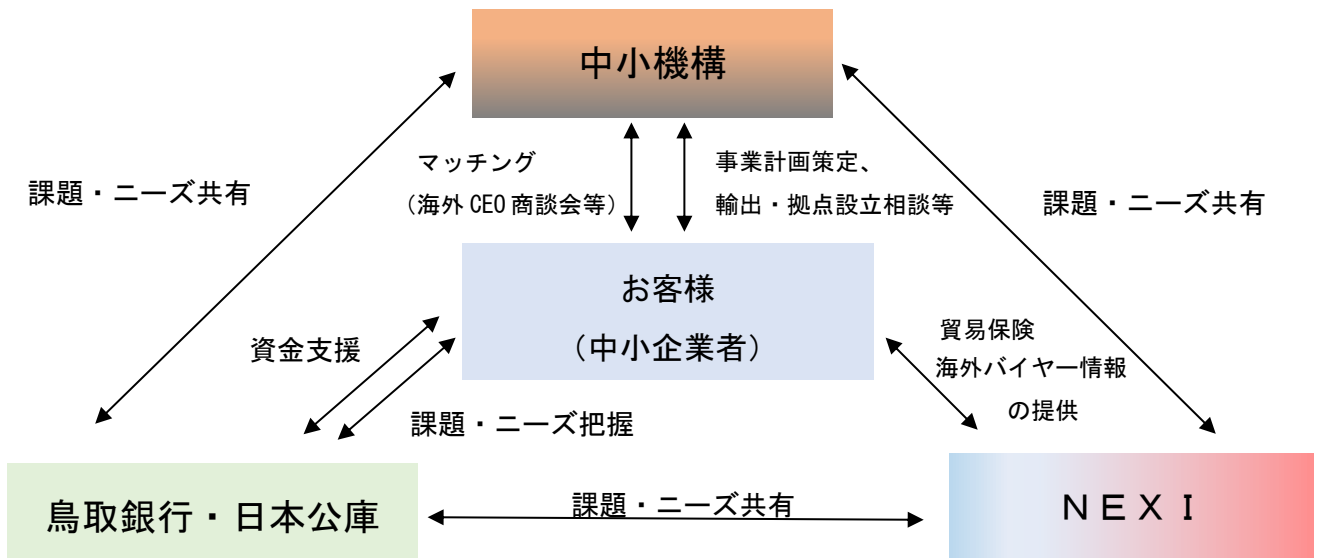 中小機構
マッチング
（海外 CEO 商談会等）
事業計画策定、
輸出・拠点設立相談等
課題・ニーズ共有
課題・ニーズ共有
お客様
（中小企業者）
資金支援
課題・ニーズ把握
貿易保険
海外バイヤー情報
の提供
鳥取銀行・日本公庫
課題・ニーズ共有
ＮＥＸＩ